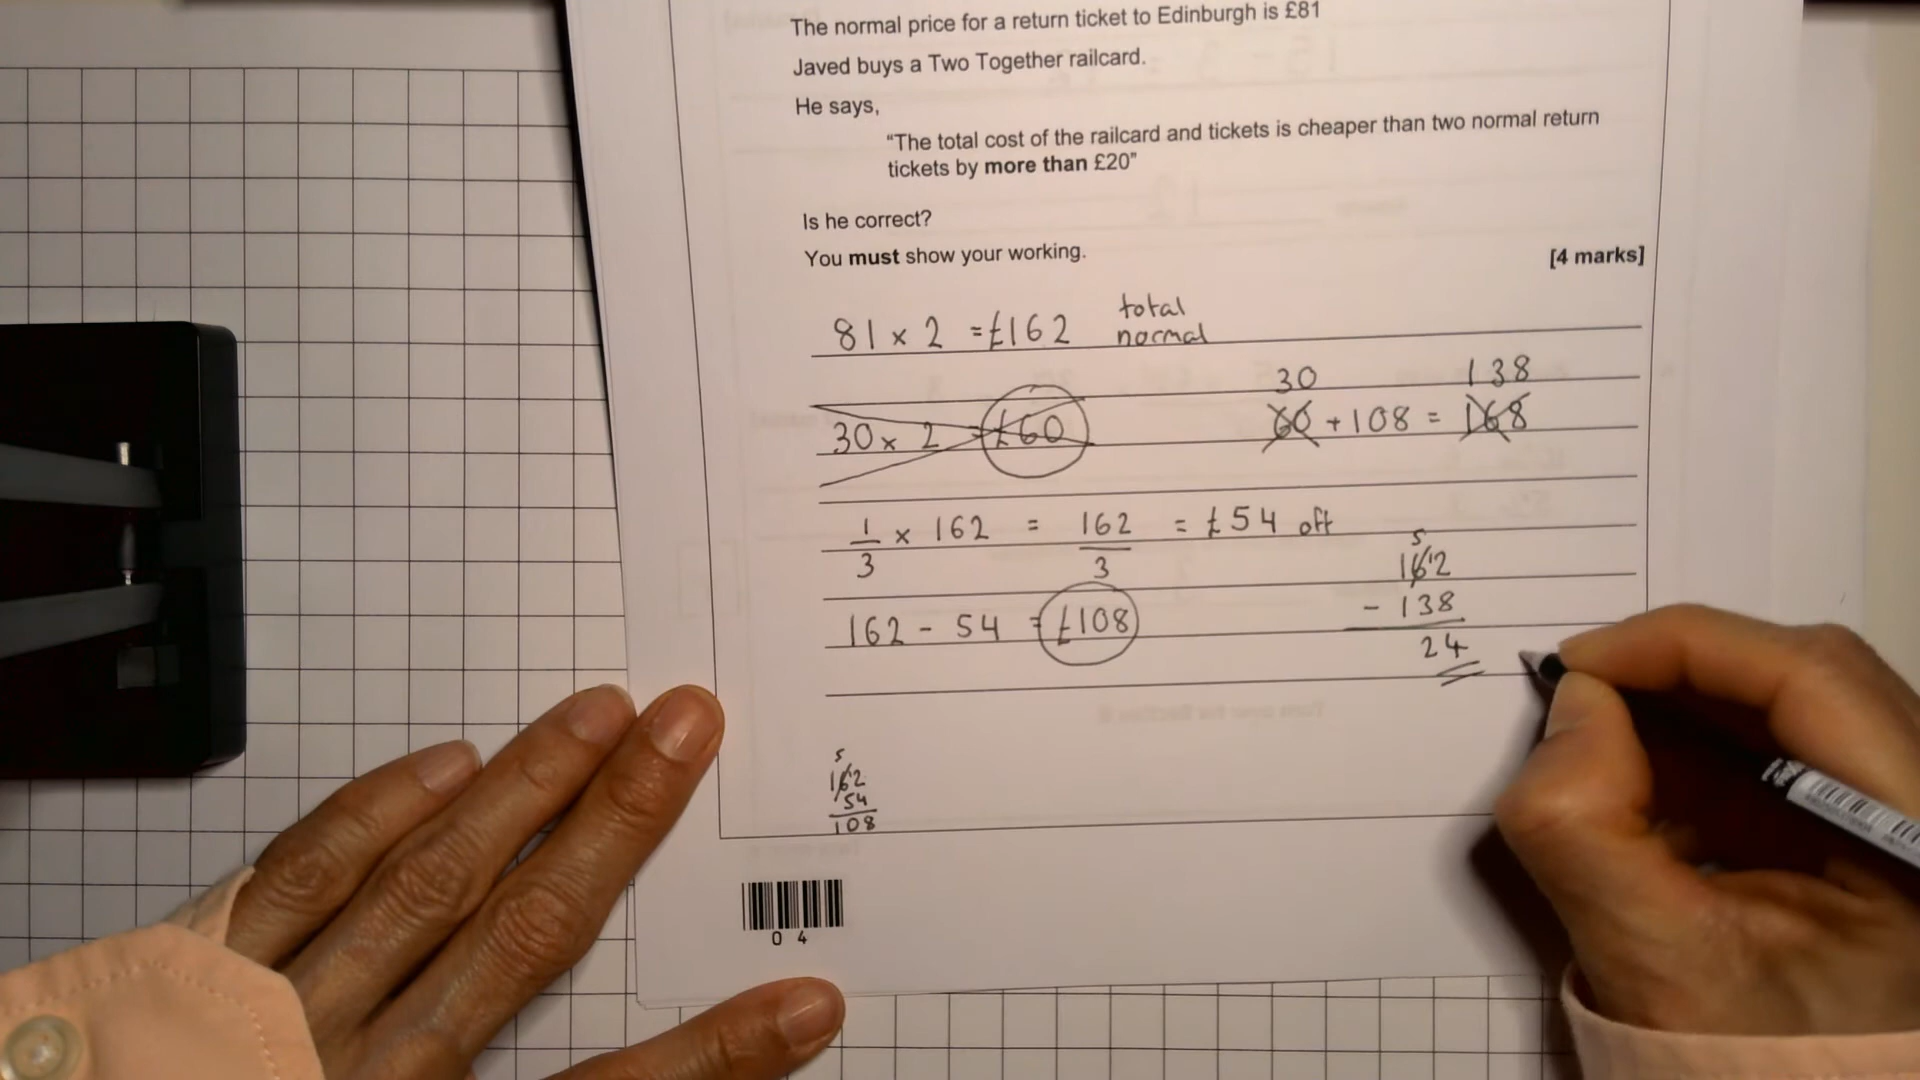 The normal price for a return ticket to Edinburgh is £81
Javed buys a Two Together railcard.
He says,
“The total cost of the railcard and tickets is cheaper than two normal return
tickets by more than £20”
Is he correct?
You must show your working.
[4 marks]
81 × 2 = £162 total
normal
30 × 2 = £60
30 138
60 + 108 = 168
1/3 × 162 = 162/3 = £54 off
162 - 54 = £108
5
1612
- 138
24
5
1612
54
108
0 4